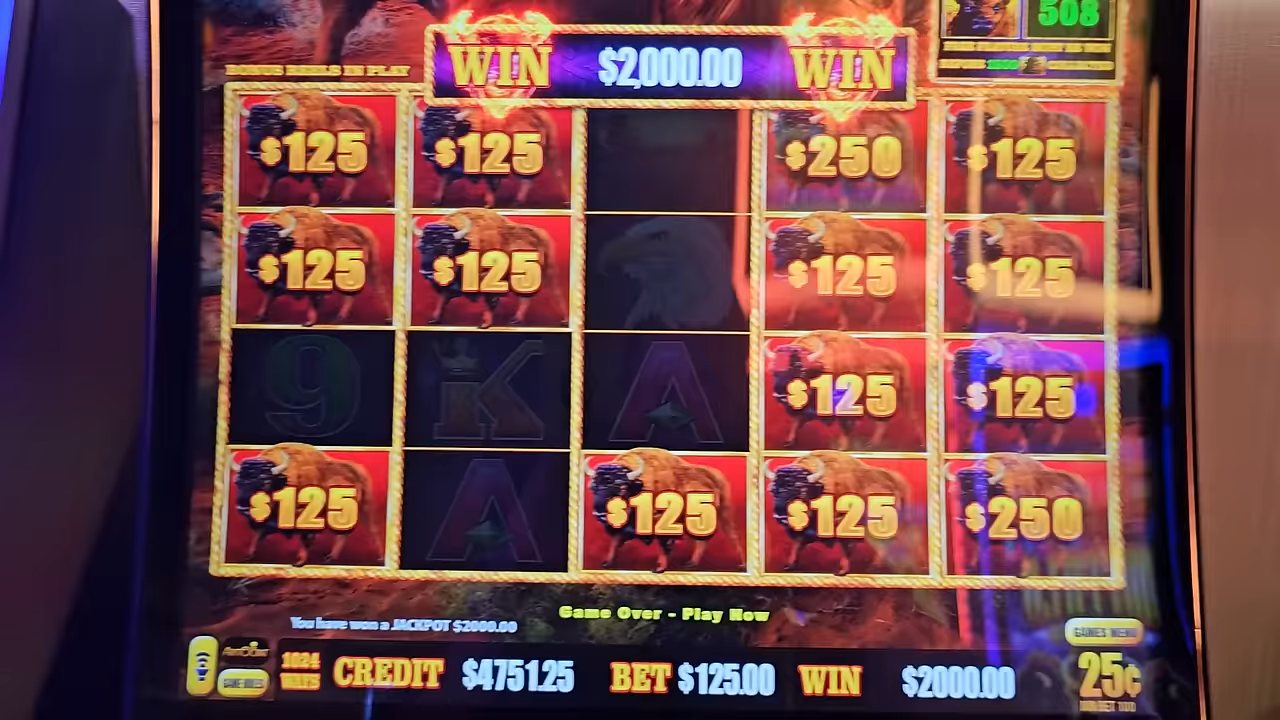 508
BONUS REELS IN PLAY
WIN $2,000.00 WIN
$125 $125 $250 $125
$125 $125 $125 $125
9 K A $125 $125
$125 A $125 $125 $250
Game Over - Play Now
You have won a JACKPOT $2000.00
GAMES MENU
1024 WAYS
CREDIT $4751.25 BET $125.00 WIN $2000.00
25¢